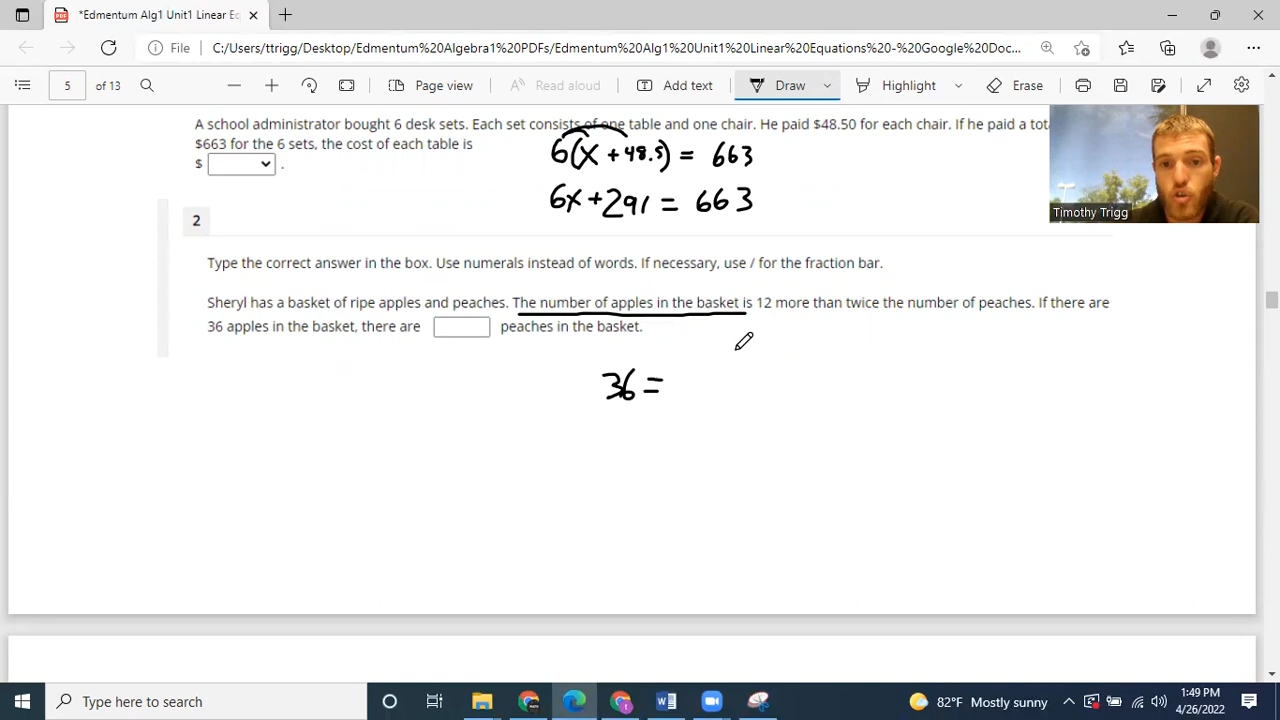 *Edmentum Alg1 Unit1 Linear Eq
File
C:/Users/ttrigg/Desktop/Edmentum%20Algebra1%20PDFs/Edmentum%20Alg1%20Unit1%20Linear%20Equations%20-%20Google%20Doc...
5 of 13
Page view
Read aloud
Add text
Draw
Highlight
Erase
A school administrator bought 6 desk sets. Each set consists of one table and one chair. He paid $48.50 for each chair. If he paid a tota
$663 for the 6 sets, the cost of each table is
$ .
6(x + 48.5) = 663
6x + 291 = 663
Timothy Trigg
2
Type the correct answer in the box. Use numerals instead of words. If necessary, use / for the fraction bar.
Sheryl has a basket of ripe apples and peaches. The number of apples in the basket is 12 more than twice the number of peaches. If there are
36 apples in the basket, there are peaches in the basket.
36 =
Type here to search
82°F Mostly sunny
1:49 PM
4/26/2022